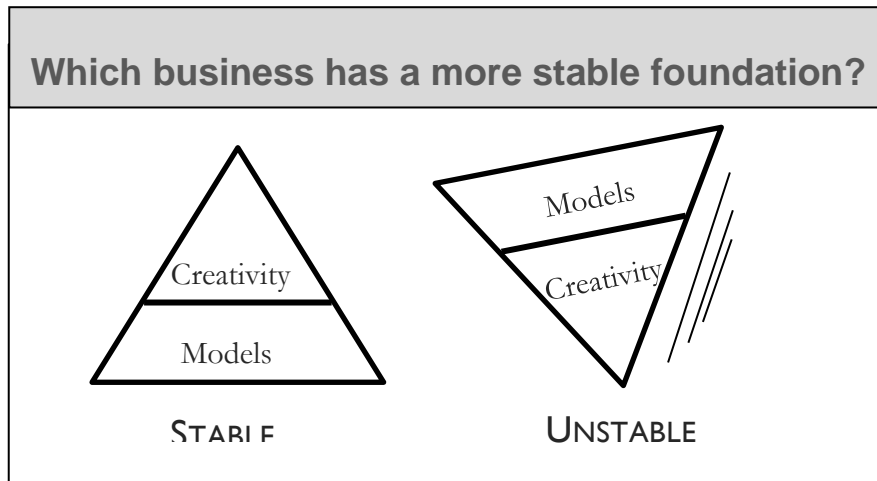 Which business has a more stable foundation?
Creativity
Models
Models
Creativity
STABLE
UNSTABLE